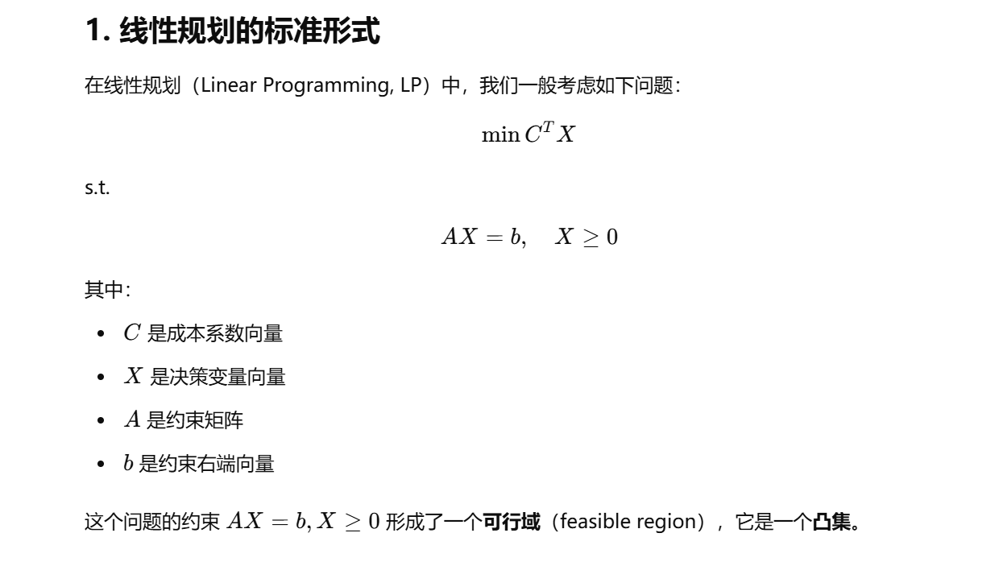 1. 线性规划的标准形式
在线性规划（Linear Programming, LP）中，我们一般考虑如下问题：
min C^T X
s.t.
AX = b, X ≥ 0
其中：
• C 是成本系数向量
• X 是决策变量向量
• A 是约束矩阵
• b 是约束右端向量
这个问题的约束 AX = b, X ≥ 0 形成了一个可行域（feasible region），它是一个凸集。